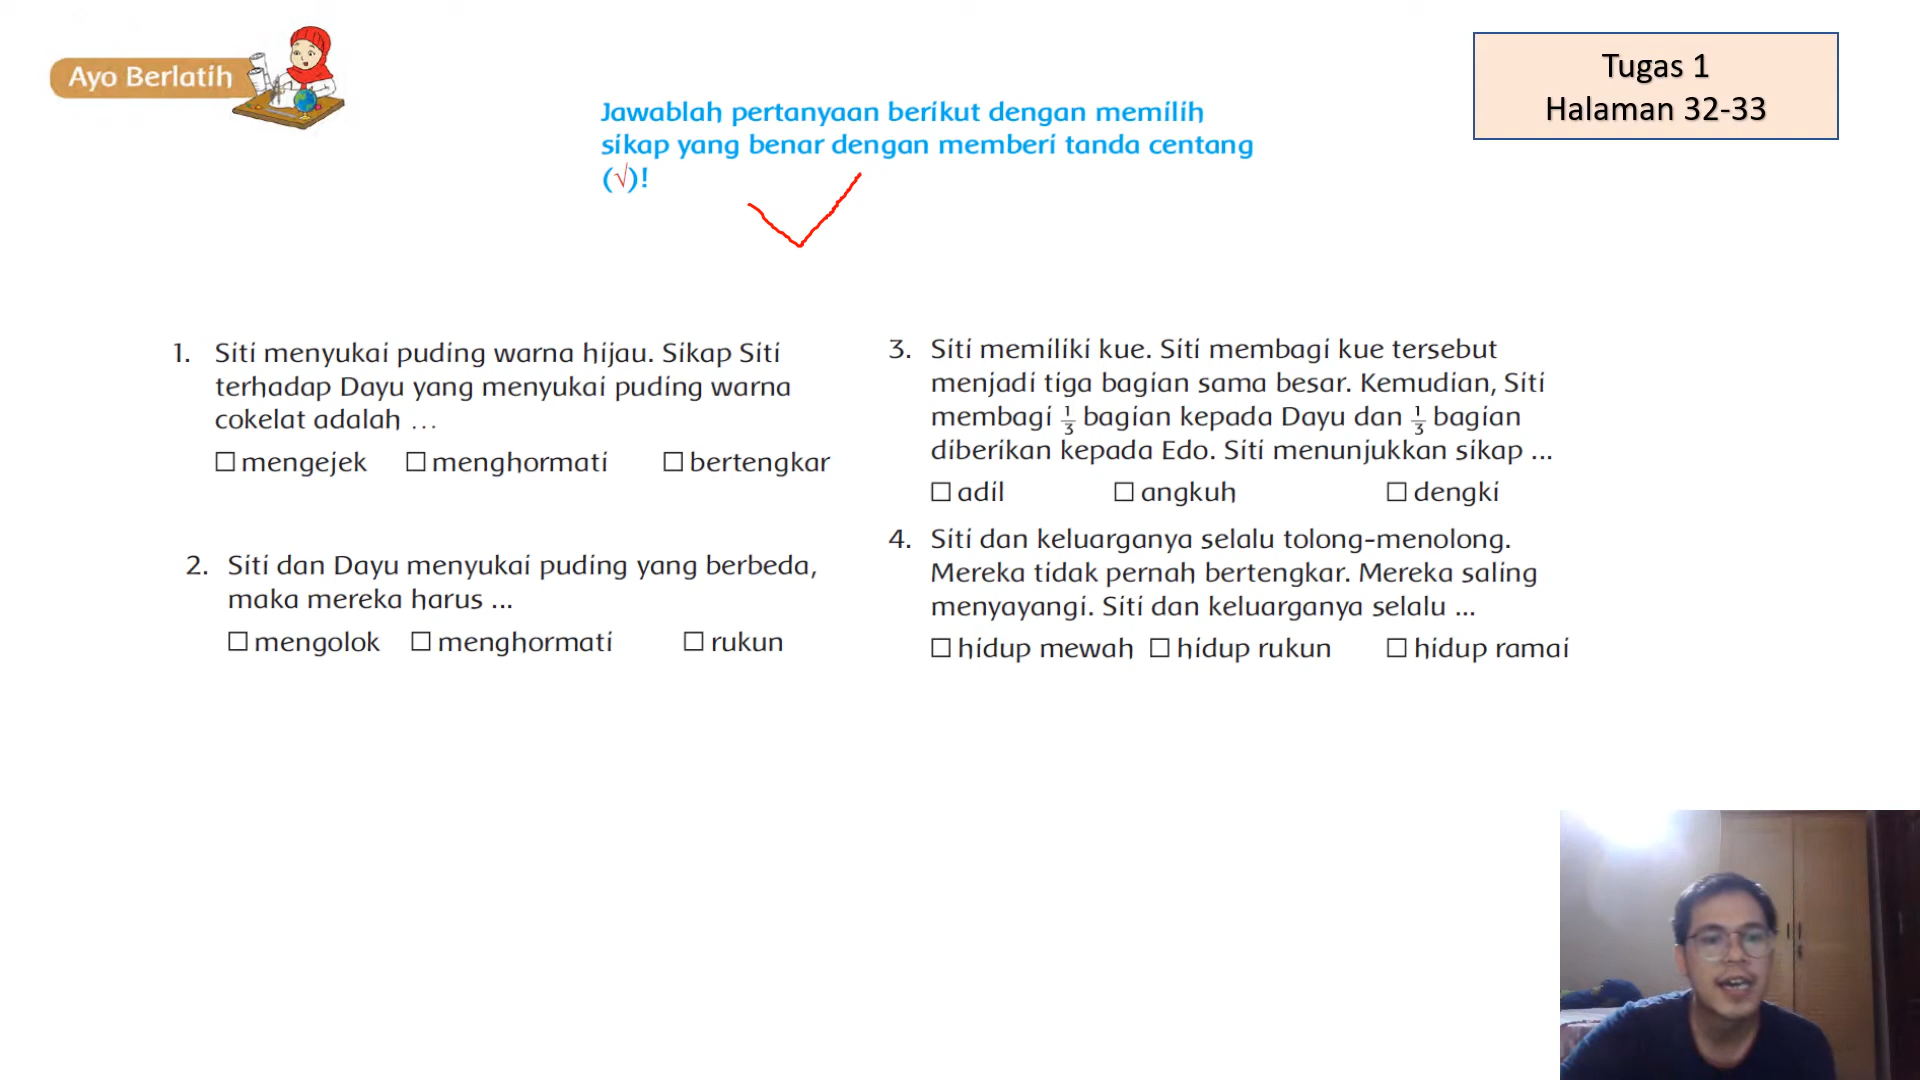 Ayo Berlatih
Tugas 1
Halaman 32-33
Jawablah pertanyaan berikut dengan memilih
sikap yang benar dengan memberi tanda centang
(√)!
1. Siti menyukai puding warna hijau. Sikap Siti
terhadap Dayu yang menyukai puding warna
cokelat adalah ...
☐ mengejek ☐ menghormati ☐ bertengkar
2. Siti dan Dayu menyukai puding yang berbeda,
maka mereka harus ...
☐ mengolok ☐ menghormati ☐ rukun
3. Siti memiliki kue. Siti membagi kue tersebut
menjadi tiga bagian sama besar. Kemudian, Siti
membagi 1/3 bagian kepada Dayu dan 1/3 bagian
diberikan kepada Edo. Siti menunjukkan sikap ...
☐ adil ☐ angkuh ☐ dengki
4. Siti dan keluarganya selalu tolong-menolong.
Mereka tidak pernah bertengkar. Mereka saling
menyayangi. Siti dan keluarganya selalu ...
☐ hidup mewah ☐ hidup rukun ☐ hidup ramai